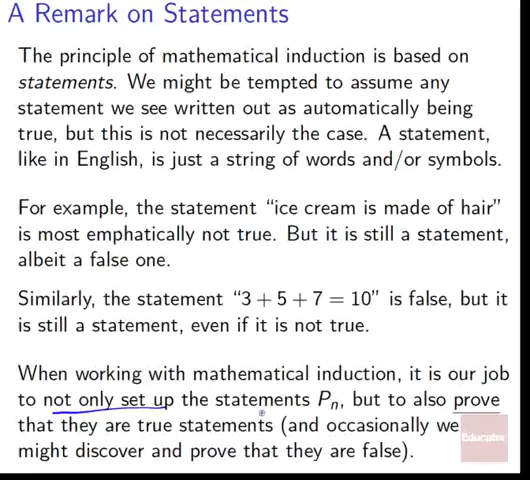 A Remark on Statements
The principle of mathematical induction is based on
statements. We might be tempted to assume any
statement we see written out as automatically being
true, but this is not necessarily the case. A statement,
like in English, is just a string of words and/or symbols.
For example, the statement “ice cream is made of hair”
is most emphatically not true. But it is still a statement,
albeit a false one.
Similarly, the statement “3 + 5 + 7 = 10” is false, but it
is still a statement, even if it is not true.
When working with mathematical induction, it is our job
to not only set up the statements Pₙ, but to also prove
that they are true statements (and occasionally we
might discover and prove that they are false).
Educator